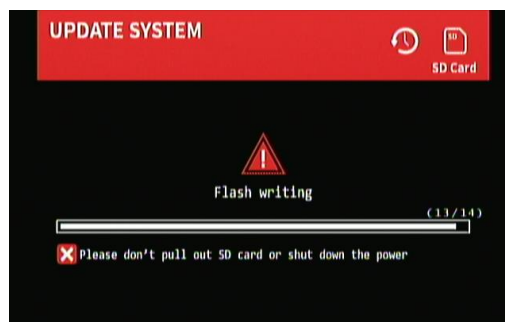 UPDATE SYSTEM
SD
SD Card
!
Flash writing
(13/14)
Please don't pull out SD card or shut down the power